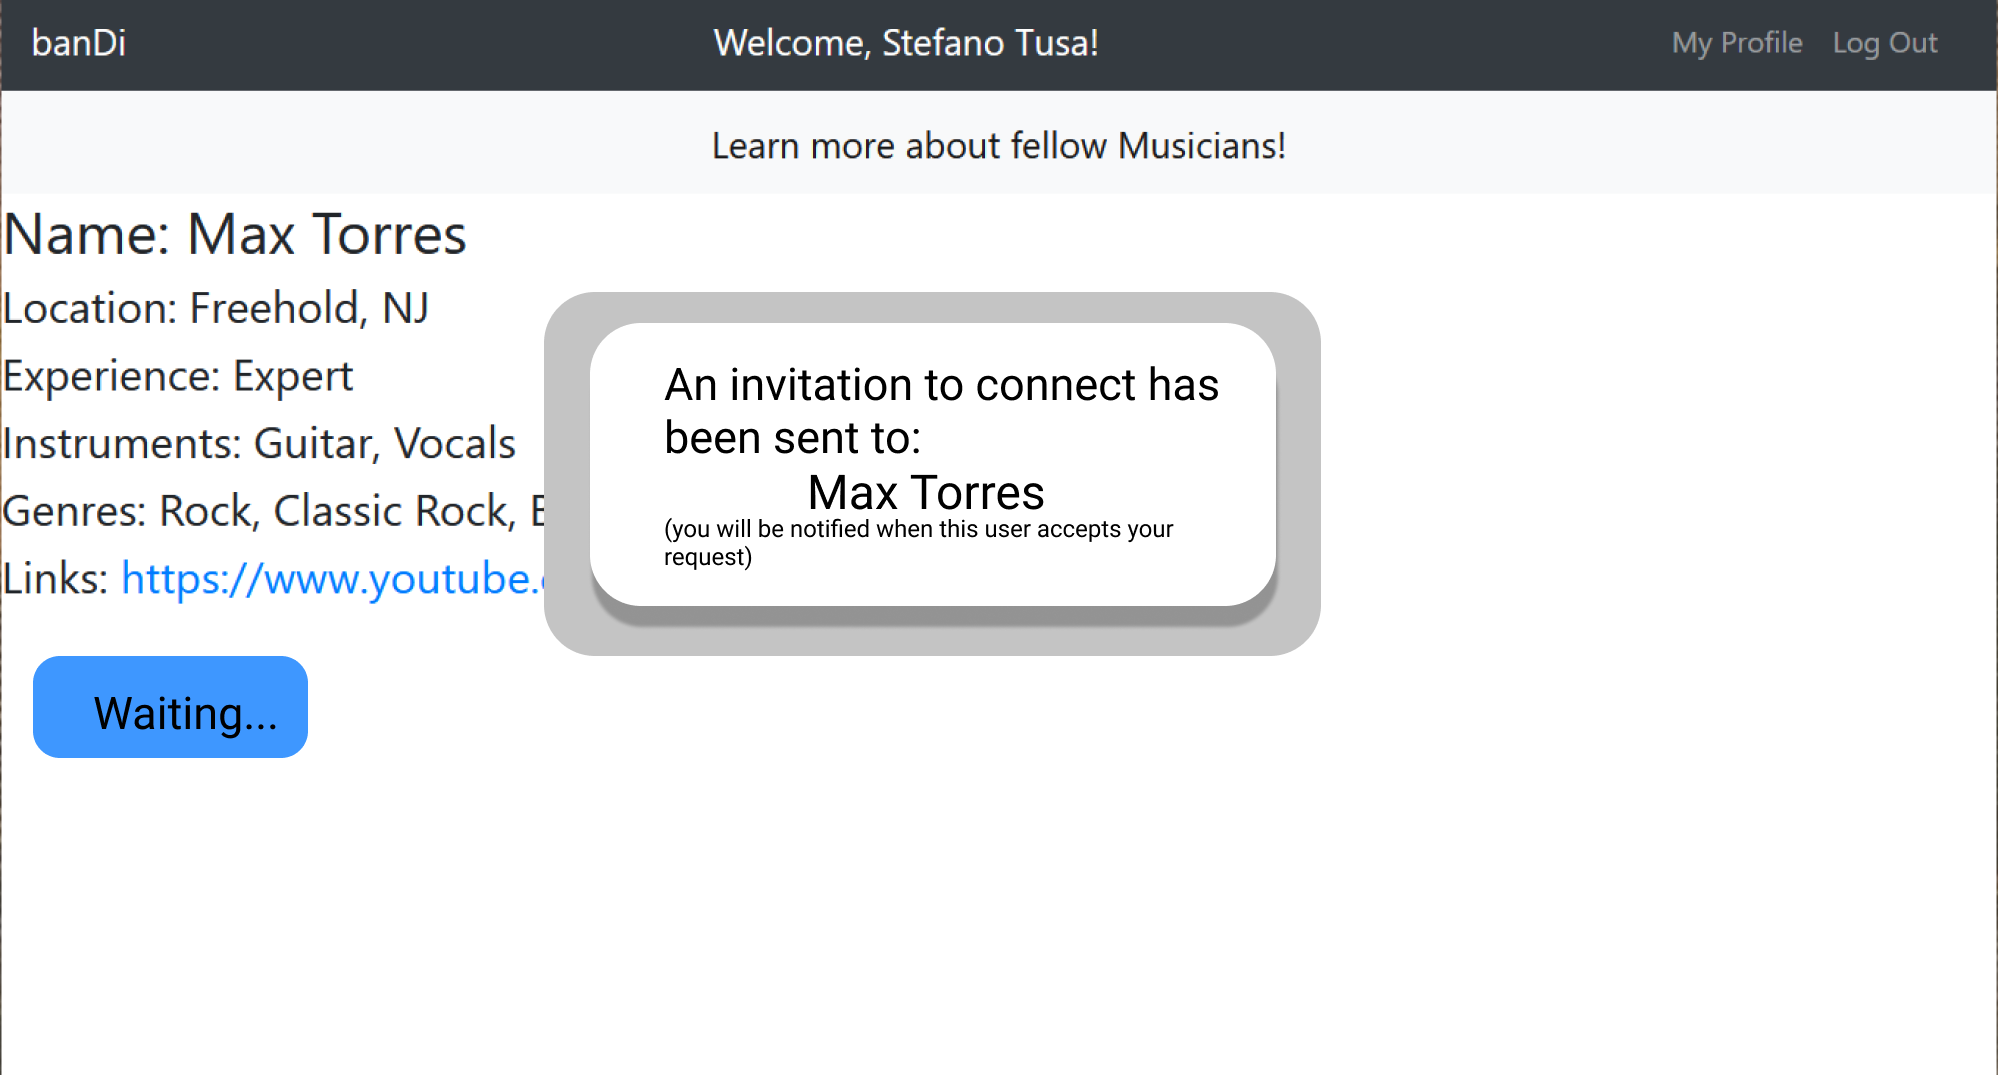 banDi
Welcome, Stefano Tusa!
My Profile
Log Out
Learn more about fellow Musicians!
Name: Max Torres
Location: Freehold, NJ
Experience: Expert
Instruments: Guitar, Vocals
Genres: Rock, Classic Rock,
Links: https://www.youtube.
An invitation to connect has
been sent to:
Max Torres
(you will be notified when this user accepts your
request)
Waiting...